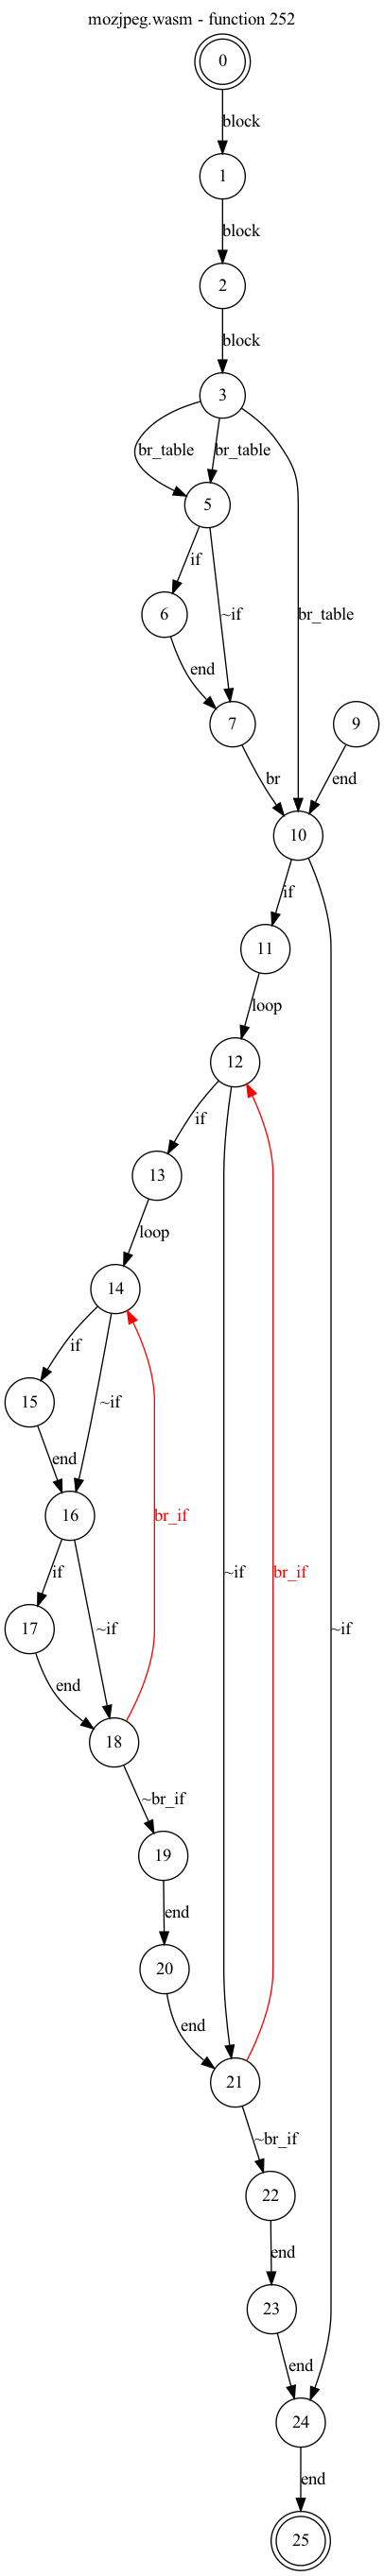 mozjpeg.wasm - function 252
0
block
1
block
2
block
3
br_table
br_table
5
if
br_table
6
~if
end
7
9
br
end
10
if
11
loop
12
if
13
loop
14
if
~if
15
end
16
br_if
if
~if
br_if
~if
17
~if
end
18
~br_if
19
end
20
end
21
~br_if
22
end
23
end
24
end
25